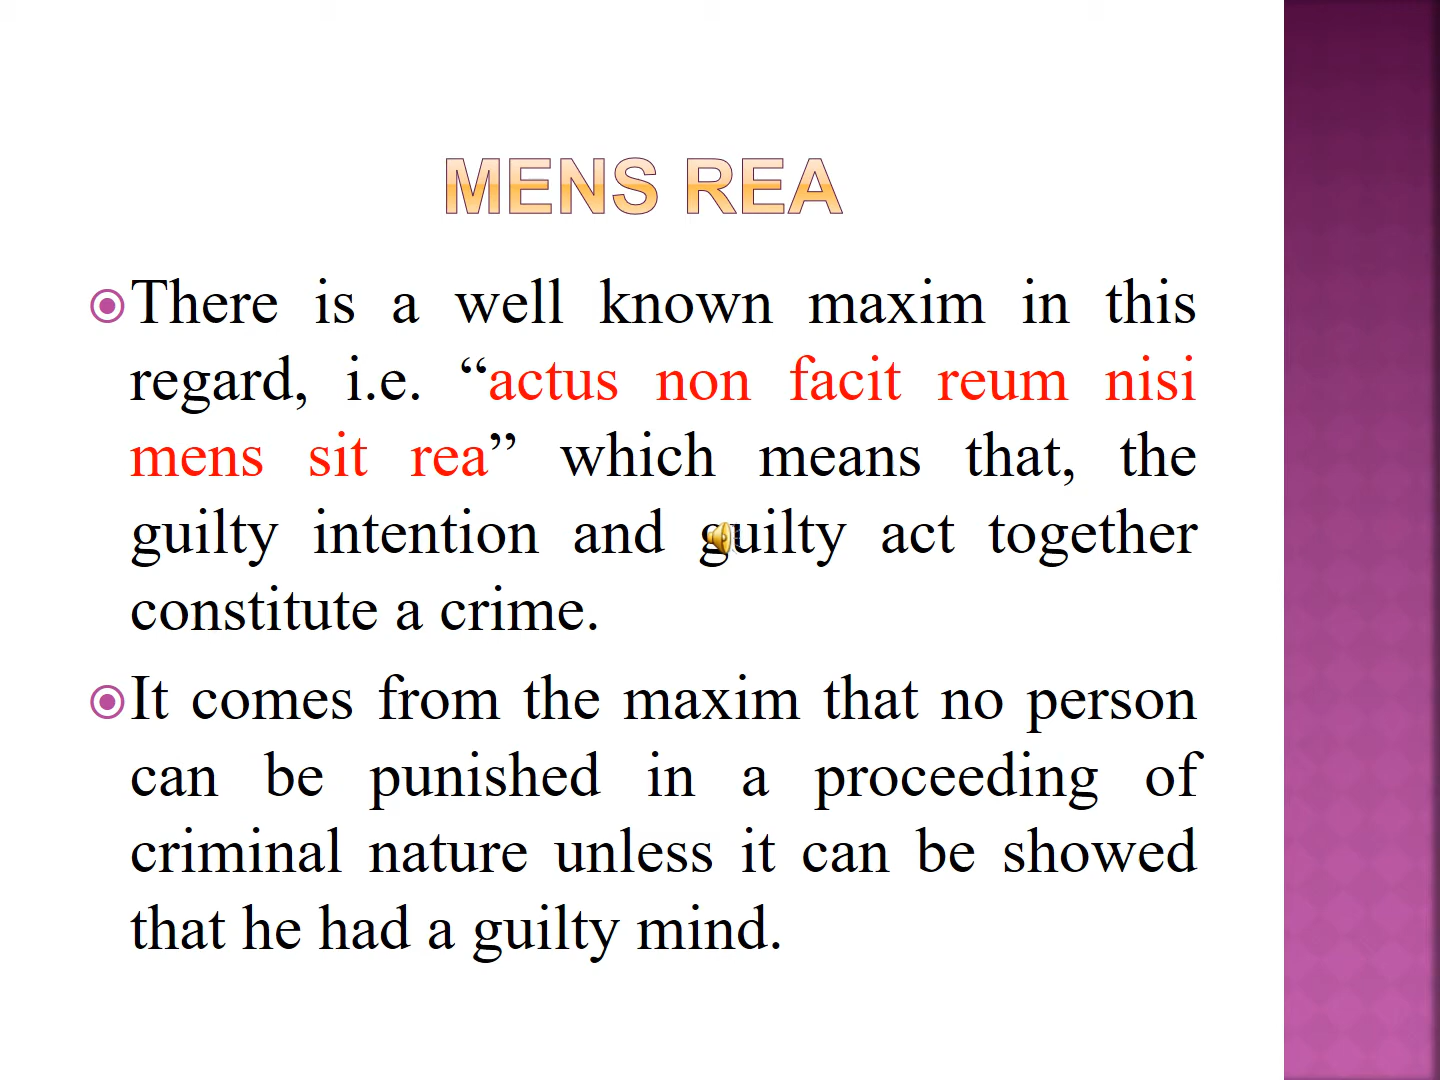 MENS REA
There is a well known maxim in this
regard, i.e. “actus non facit reum nisi
mens sit rea” which means that, the
guilty intention and guilty act together
constitute a crime.
It comes from the maxim that no person
can be punished in a proceeding of
criminal nature unless it can be showed
that he had a guilty mind.